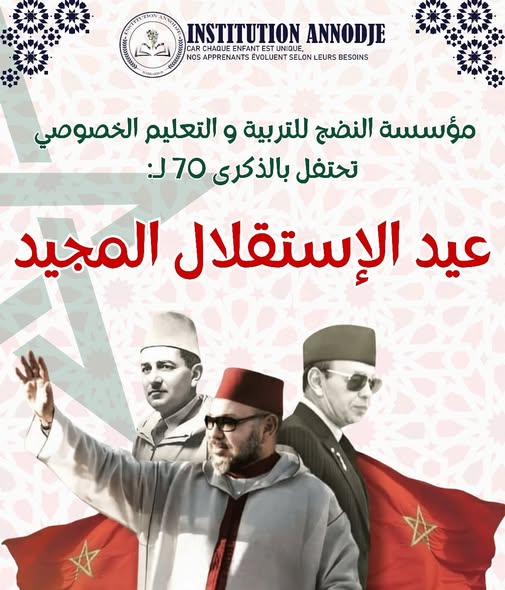 INSTITUTION ANNODJE
CAR CHAQUE ENFANT EST UNIQUE,
NOS APPRENANTS ÉVOLUENT SELON LEURS BESOINS
مؤسسة النضج للتربية و التعليم الخصوصي
تحتفل بالذكرى 70 لـ:
عيد الإستقلال المجيد